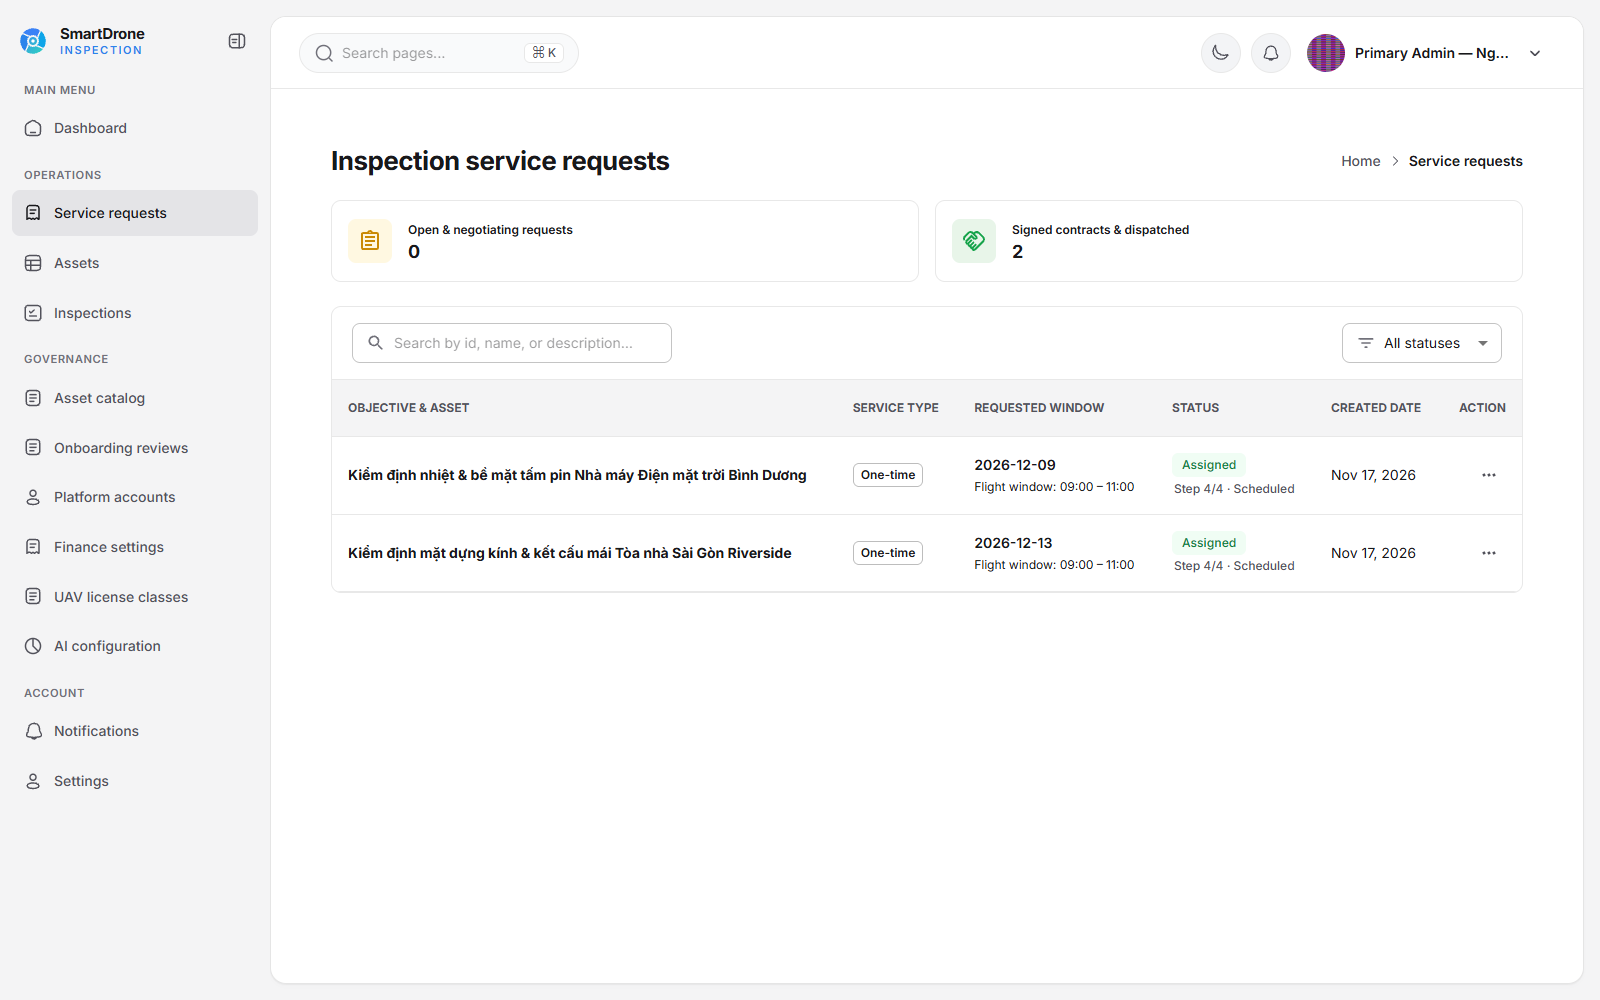 SmartDrone
INSPECTION
MAIN MENU
Dashboard
OPERATIONS
Service requests
Assets
Inspections
GOVERNANCE
Asset catalog
Onboarding reviews
Platform accounts
Finance settings
UAV license classes
AI configuration
ACCOUNT
Notifications
Settings
Search pages...
⌘ K
Primary Admin — Ng...
Inspection service requests
Home > Service requests
Open & negotiating requests
0
Signed contracts & dispatched
2
Search by id, name, or description...
All statuses
OBJECTIVE & ASSET SERVICE TYPE REQUESTED WINDOW STATUS CREATED DATE ACTION
Kiểm định nhiệt & bề mặt tấm pin Nhà máy Điện mặt trời Bình Dương
One-time
2026-12-09
Flight window: 09:00 – 11:00
Assigned
Step 4/4 · Scheduled
Nov 17, 2026
Kiểm định mặt dựng kính & kết cấu mái Tòa nhà Sài Gòn Riverside
One-time
2026-12-13
Flight window: 09:00 – 11:00
Assigned
Step 4/4 · Scheduled
Nov 17, 2026